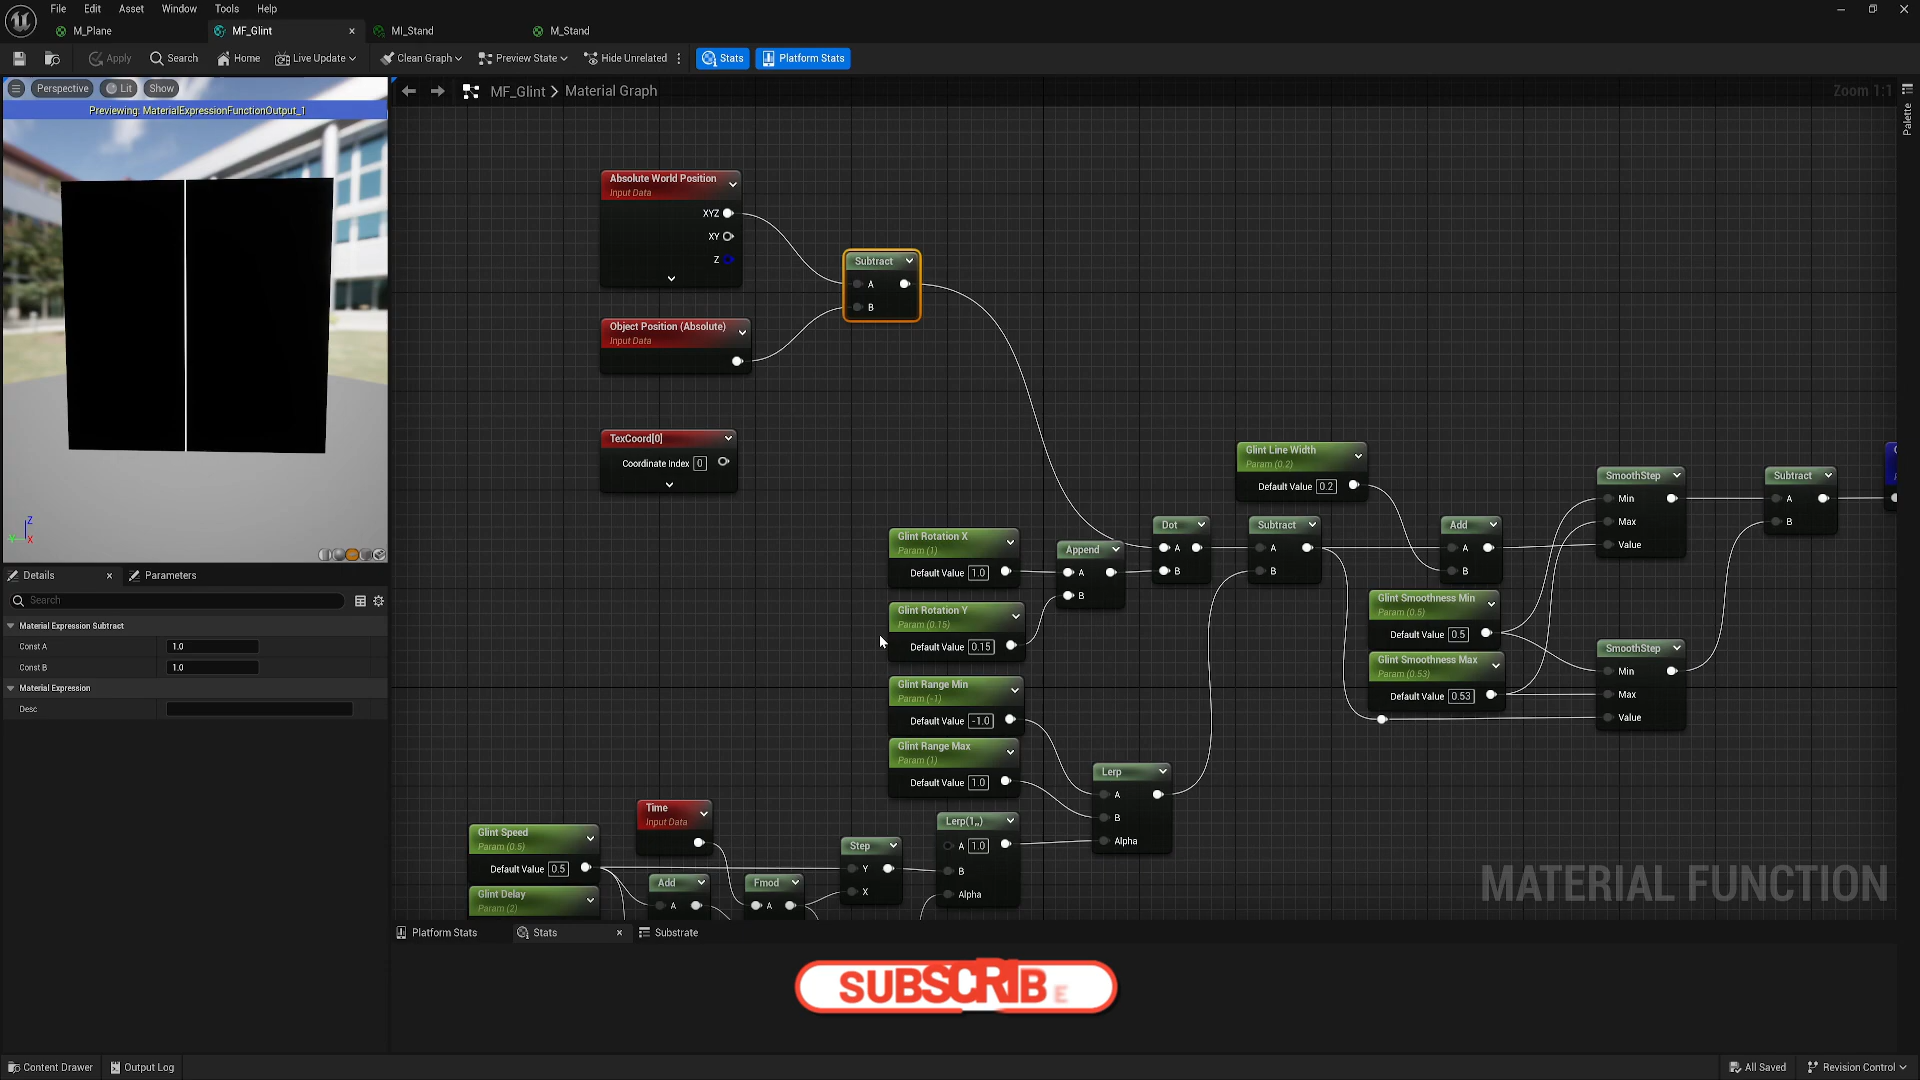 File Edit Asset Window Tools Help
M_Plane MF_Glint MI_Stand M_Stand
Apply Search Home Live Update Clean Graph Preview State Hide Unrelated Stats Platform Stats
Perspective Lit Show
Previewing: MaterialExpressionFunctionOutput_1
MF_Glint > Material Graph
Zoom 1:1
Palette
Absolute World Position
Input Data
XYZ
XY
Z
Subtract
A
B
Object Position (Absolute)
Input Data
TexCoord[0]
Coordinate Index 0
Glint Line Width
Param (0.2)
Default Value 0.2
SmoothStep
Min
Max
Value
Subtract
A
B
Glint Rotation X
Param (1)
Default Value 1.0
Append
A
B
Dot
A
B
Subtract
A
B
Add
A
B
Glint Rotation Y
Param (0.15)
Default Value 0.15
Glint Smoothness Min
Param (0.5)
Default Value 0.5
Glint Smoothness Max
Param (0.53)
Default Value 0.53
SmoothStep
Min
Max
Value
Glint Range Min
Param (-1)
Default Value -1.0
Glint Range Max
Param (1)
Default Value 1.0
Lerp
A
B
Alpha
Time
Input Data
Glint Speed
Param (0.5)
Default Value 0.5
Glint Delay
Param (2)
Add
A
Fmod
A
Step
Y
X
Lerp(1,,)
A 1.0
B
Alpha
MATERIAL FUNCTION
Z
X
Details Parameters
Search
Material Expression Subtract
Const A 1.0
Const B 1.0
Material Expression
Desc
Platform Stats Stats Substrate
SUBSCRIBE
Content Drawer Output Log All Saved Revision Control